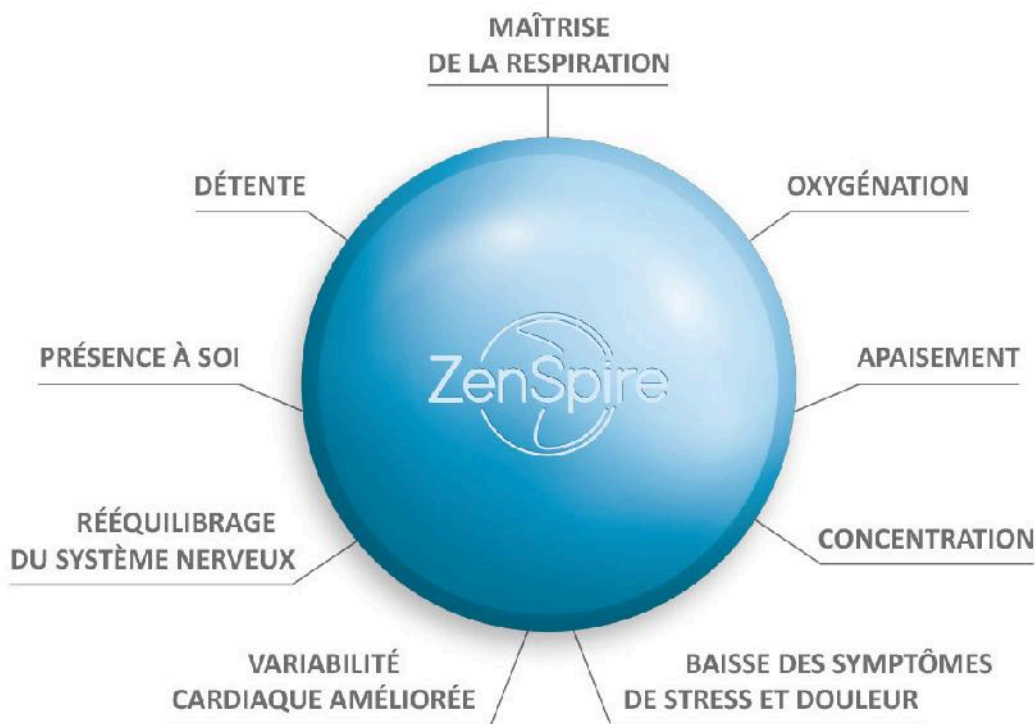 MAÎTRISE
DE LA RESPIRATION
DÉTENTE
OXYGÉNATION
PRÉSENCE À SOI
APAISEMENT
ZenSpire
RÉÉQUILIBRAGE
DU SYSTÈME NERVEUX
CONCENTRATION
VARIABILITÉ
CARDIAQUE AMÉLIORÉE
BAISSE DES SYMPTÔMES
DE STRESS ET DOULEUR